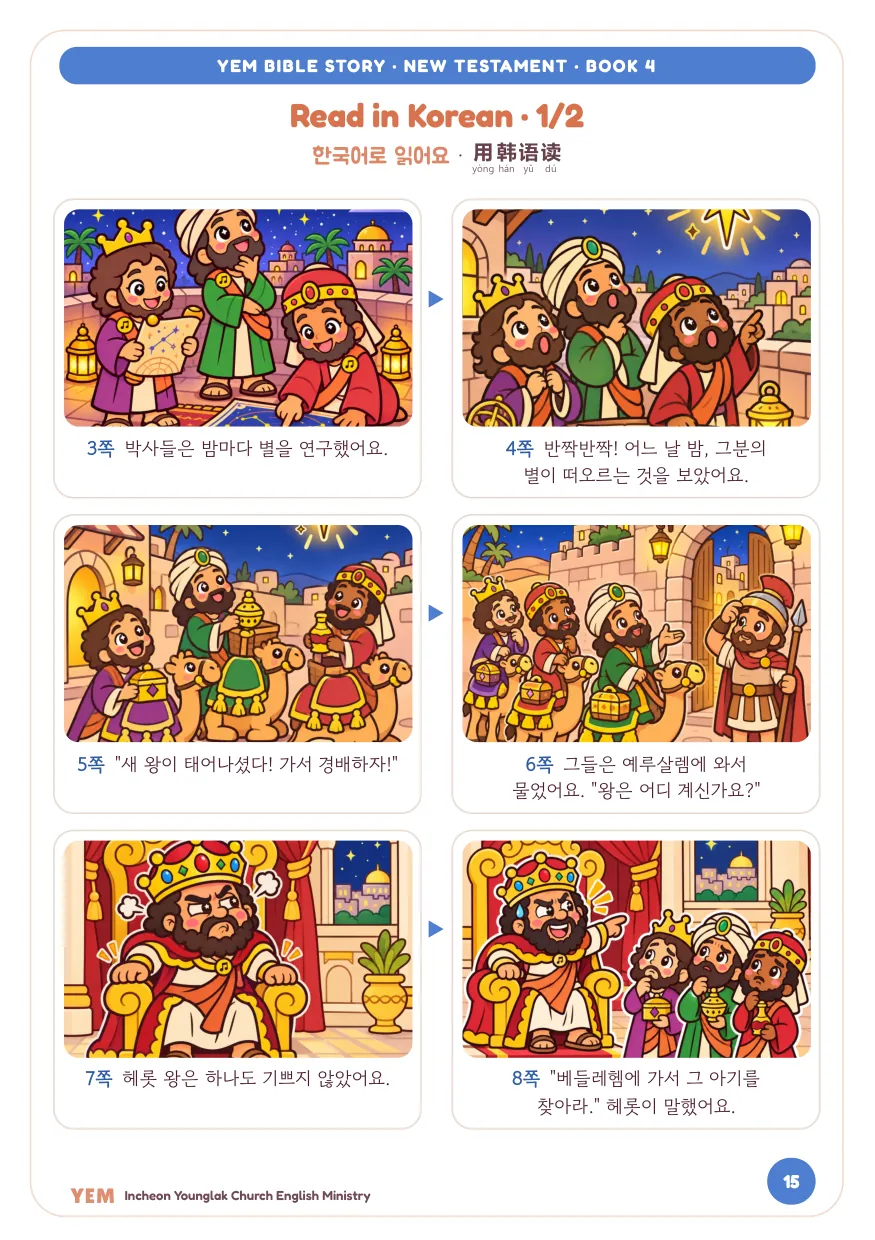 YEM BIBLE STORY · NEW TESTAMENT · BOOK 4
Read in Korean · 1/2
한국어로 읽어요 · 用韩语读
yòng hán yǔ dú
3쪽 박사들은 밤마다 별을 연구했어요.
4쪽 반짝반짝! 어느 날 밤, 그분의
별이 떠오르는 것을 보았어요.
5쪽 "새 왕이 태어나셨다! 가서 경배하자!"
6쪽 그들은 예루살렘에 와서
물었어요. "왕은 어디 계신가요?"
7쪽 헤롯 왕은 하나도 기쁘지 않았어요.
8쪽 "베들레헴에 가서 그 아기를
찾아라." 헤롯이 말했어요.
YEM Incheon Younglak Church English Ministry
15